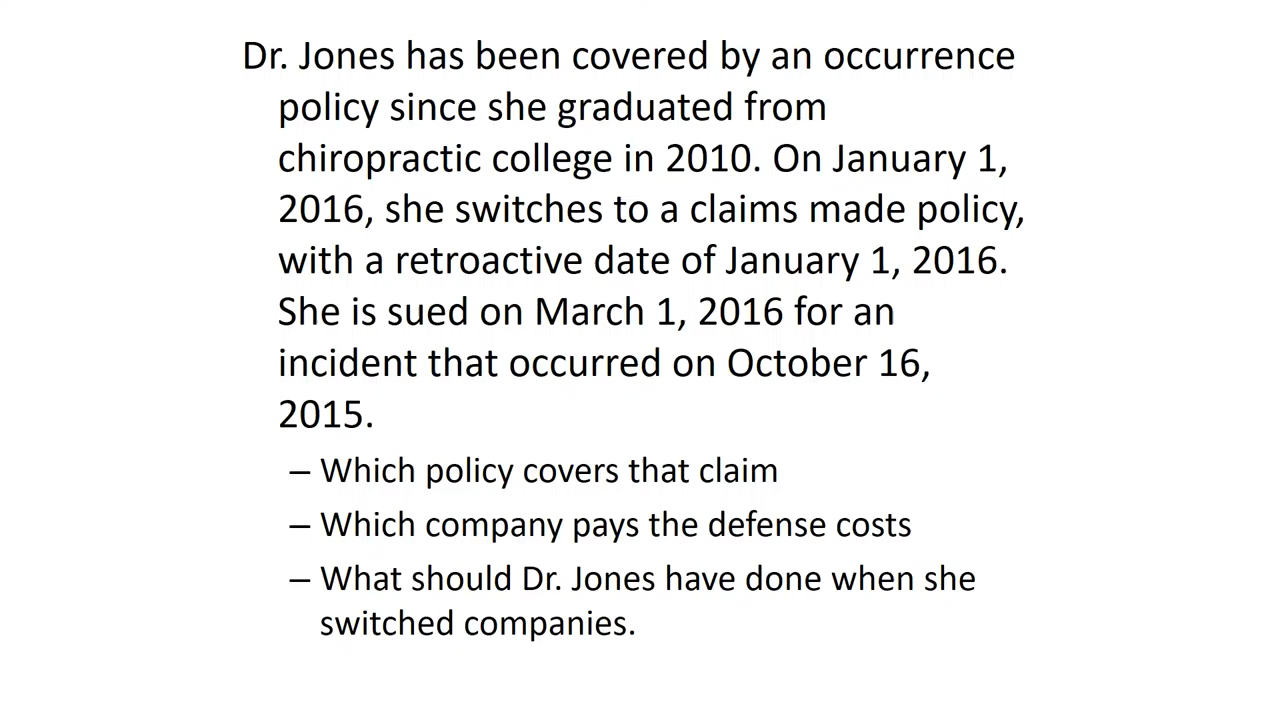 Dr. Jones has been covered by an occurrence
policy since she graduated from
chiropractic college in 2010. On January 1,
2016, she switches to a claims made policy,
with a retroactive date of January 1, 2016.
She is sued on March 1, 2016 for an
incident that occurred on October 16,
2015.
– Which policy covers that claim
– Which company pays the defense costs
– What should Dr. Jones have done when she
switched companies.